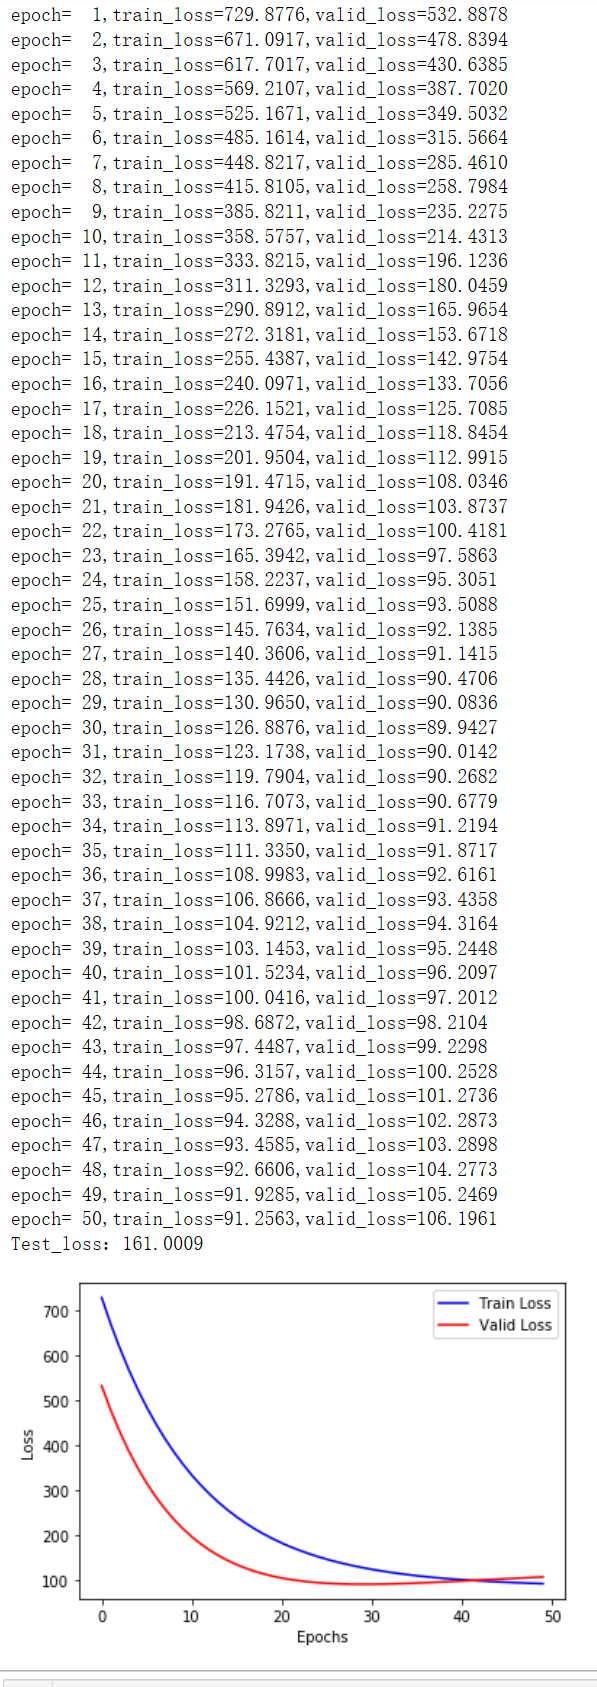 epoch=  1,train_loss=729.8776,valid_loss=532.8878
epoch=  2,train_loss=671.0917,valid_loss=478.8394
epoch=  3,train_loss=617.7017,valid_loss=430.6385
epoch=  4,train_loss=569.2107,valid_loss=387.7020
epoch=  5,train_loss=525.1671,valid_loss=349.5032
epoch=  6,train_loss=485.1614,valid_loss=315.5664
epoch=  7,train_loss=448.8217,valid_loss=285.4610
epoch=  8,train_loss=415.8105,valid_loss=258.7984
epoch=  9,train_loss=385.8211,valid_loss=235.2275
epoch= 10,train_loss=358.5757,valid_loss=214.4313
epoch= 11,train_loss=333.8215,valid_loss=196.1236
epoch= 12,train_loss=311.3293,valid_loss=180.0459
epoch= 13,train_loss=290.8912,valid_loss=165.9654
epoch= 14,train_loss=272.3181,valid_loss=153.6718
epoch= 15,train_loss=255.4387,valid_loss=142.9754
epoch= 16,train_loss=240.0971,valid_loss=133.7056
epoch= 17,train_loss=226.1521,valid_loss=125.7085
epoch= 18,train_loss=213.4754,valid_loss=118.8454
epoch= 19,train_loss=201.9504,valid_loss=112.9915
epoch= 20,train_loss=191.4715,valid_loss=108.0346
epoch= 21,train_loss=181.9426,valid_loss=103.8737
epoch= 22,train_loss=173.2765,valid_loss=100.4181
epoch= 23,train_loss=165.3942,valid_loss=97.5863
epoch= 24,train_loss=158.2237,valid_loss=95.3051
epoch= 25,train_loss=151.6999,valid_loss=93.5088
epoch= 26,train_loss=145.7634,valid_loss=92.1385
epoch= 27,train_loss=140.3606,valid_loss=91.1415
epoch= 28,train_loss=135.4426,valid_loss=90.4706
epoch= 29,train_loss=130.9650,valid_loss=90.0836
epoch= 30,train_loss=126.8876,valid_loss=89.9427
epoch= 31,train_loss=123.1738,valid_loss=90.0142
epoch= 32,train_loss=119.7904,valid_loss=90.2682
epoch= 33,train_loss=116.7073,valid_loss=90.6779
epoch= 34,train_loss=113.8971,valid_loss=91.2194
epoch= 35,train_loss=111.3350,valid_loss=91.8717
epoch= 36,train_loss=108.9983,valid_loss=92.6161
epoch= 37,train_loss=106.8666,valid_loss=93.4358
epoch= 38,train_loss=104.9212,valid_loss=94.3164
epoch= 39,train_loss=103.1453,valid_loss=95.2448
epoch= 40,train_loss=101.5234,valid_loss=96.2097
epoch= 41,train_loss=100.0416,valid_loss=97.2012
epoch= 42,train_loss=98.6872,valid_loss=98.2104
epoch= 43,train_loss=97.4487,valid_loss=99.2298
epoch= 44,train_loss=96.3157,valid_loss=100.2528
epoch= 45,train_loss=95.2786,valid_loss=101.2736
epoch= 46,train_loss=94.3288,valid_loss=102.2873
epoch= 47,train_loss=93.4585,valid_loss=103.2898
epoch= 48,train_loss=92.6606,valid_loss=104.2773
epoch= 49,train_loss=91.9285,valid_loss=105.2469
epoch= 50,train_loss=91.2563,valid_loss=106.1961
Test_loss: 161.0009
Train Loss
Valid Loss
700
600
500
400
300
200
100
Loss
0 10 20 30 40 50
Epochs